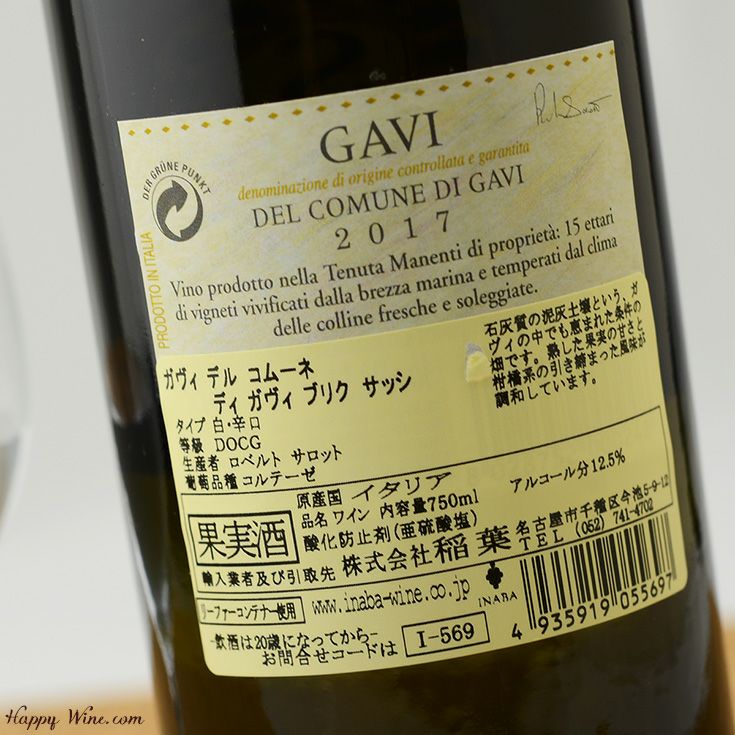 GAVI
denominazione di origine controllata e garantita
DEL COMUNE DI GAVI
2017
DER GRÜNE PUNKT
PRODOTTO IN ITALIA
Vino prodotto nella Tenuta Manenti di proprietà: 15 ettari
di vigneti vivificati dalla brezza marina e temperati dal clima
delle colline fresche e soleggiate.
ガヴィ デル コムーネ
ディ ガヴィ ブリク サッシ
タイプ 白・辛口
等級 DOCG
生産者 ロベルト サロット
葡萄品種 コルテーゼ
石灰質の泥灰土壌という、ガ
ヴィの中でも恵まれた条件の
畑です。熟した果実の甘さと
柑橘系の引き締まった風味が
調和しています。
果実酒
原産国 イタリア
アルコール分12.5%
品名 ワイン 内容量750ml
酸化防止剤(亜硫酸塩)
輸入業者及び引取先 株式会社 稲葉
名古屋市千種区今池5-9-12
TEL (052) 741-4702
リーファーコンテナー使用
www.inaba-wine.co.jp
INABA
-飲酒は20歳になってから-
お問合せコードは I-569
4 935919 055697
Happy Wine.com